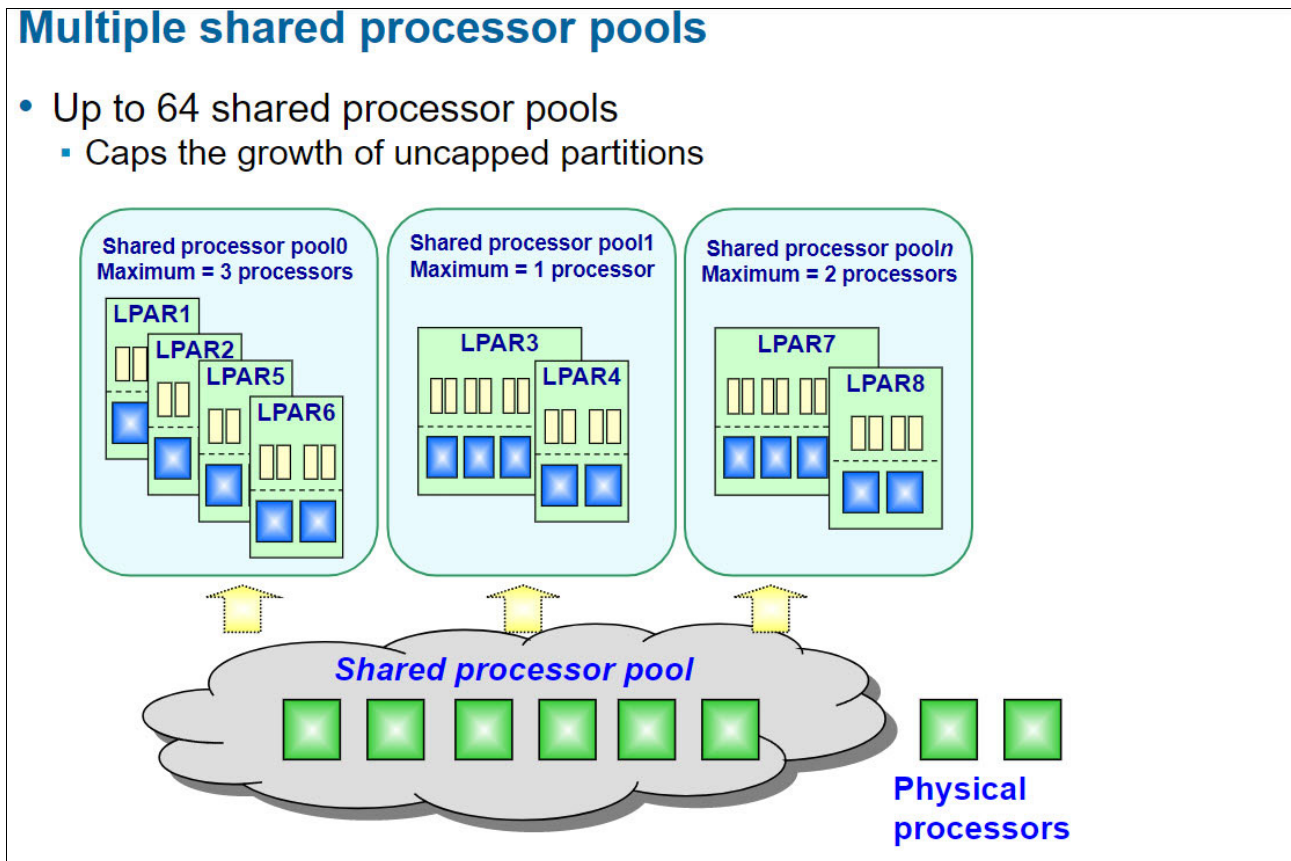 Multiple shared processor pools
• Up to 64 shared processor pools
▪ Caps the growth of uncapped partitions
Shared processor pool0
Maximum = 3 processors
LPAR1
LPAR2
LPAR5
LPAR6
Shared processor pool1
Maximum = 1 processor
LPAR3
LPAR4
Shared processor pooln
Maximum = 2 processors
LPAR7
LPAR8
Shared processor pool
Physical
processors